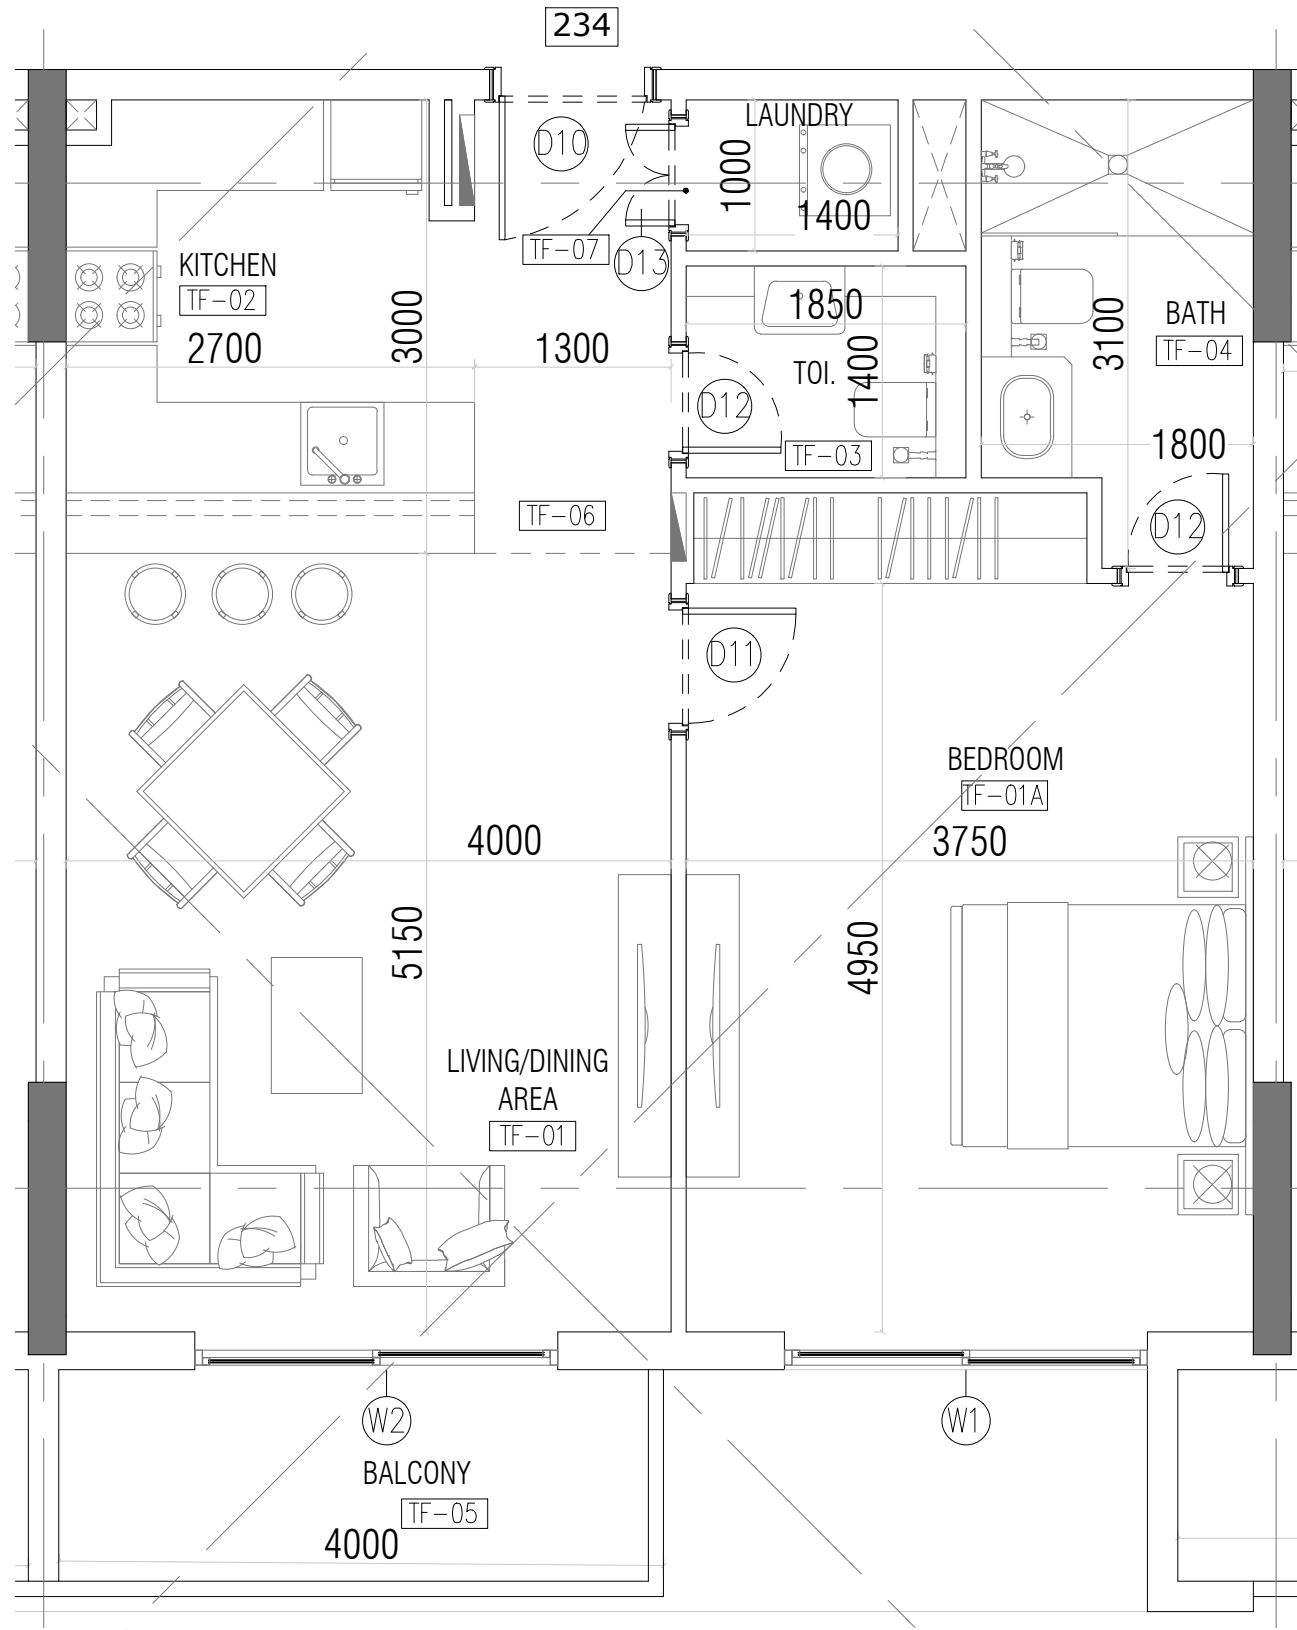 234
LAUNDRY
D10
1000
1400
TF-07
D13
KITCHEN
TF-02
2700
3000
1300
1850
TOI.
1400
D12
TF-03
3100
BATH
TF-04
1800
D12
TF-06
D11
BEDROOM
TF-01A
4000
3750
5150
4950
LIVING/DINING
AREA
TF-01
W2
W1
BALCONY
TF-05
4000